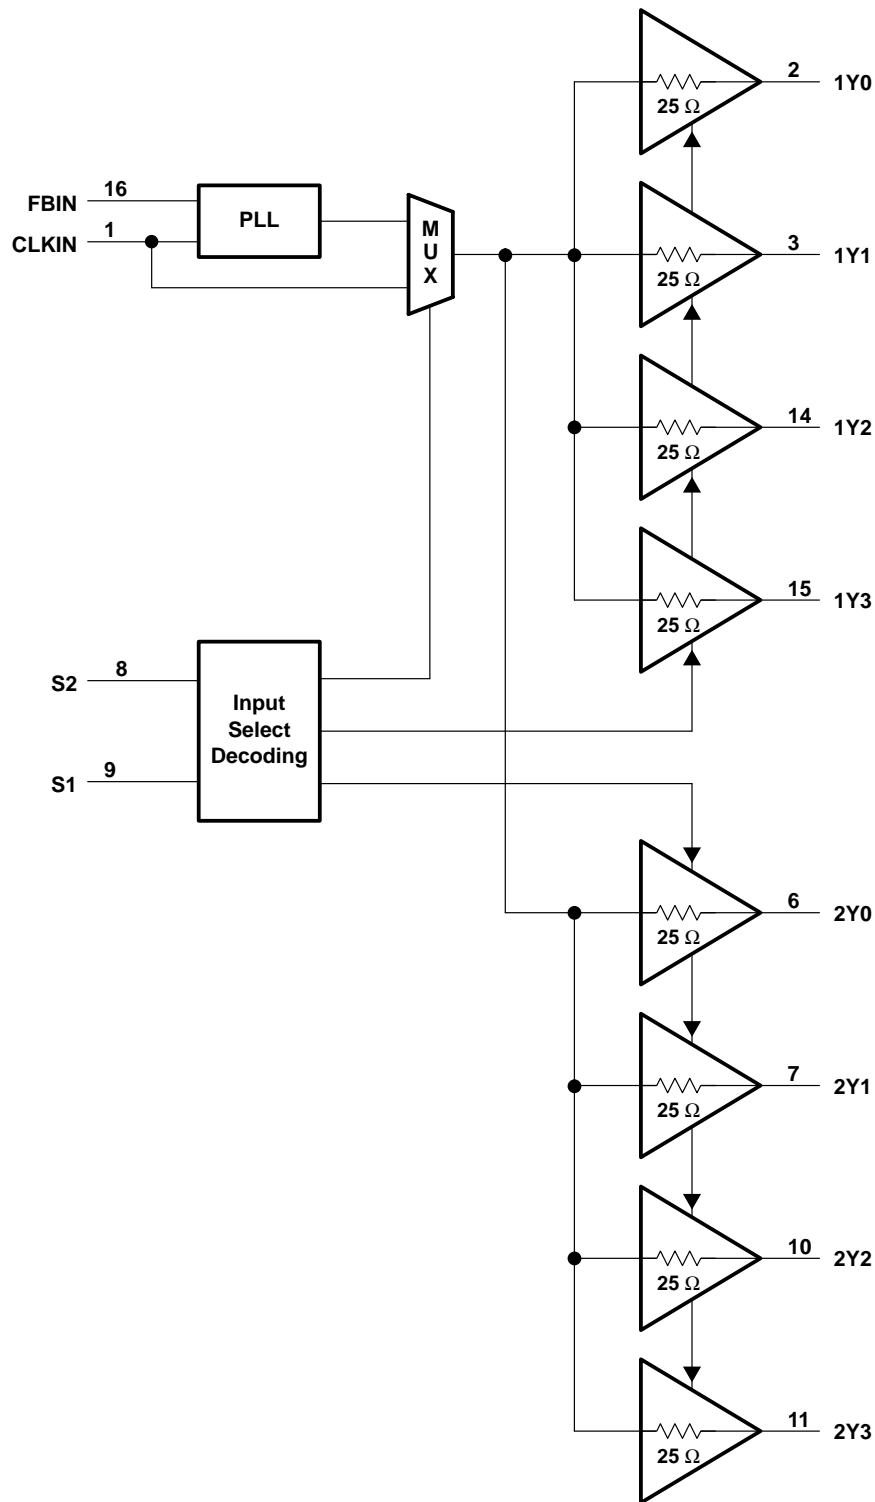 2
1Y0
25 Ω
16
FBIN
PLL
1
CLKIN
MUX
3
1Y1
25 Ω
14
1Y2
25 Ω
15
1Y3
25 Ω
8
S2
Input
Select
Decoding
9
S1
6
2Y0
25 Ω
7
2Y1
25 Ω
10
2Y2
25 Ω
11
2Y3
25 Ω